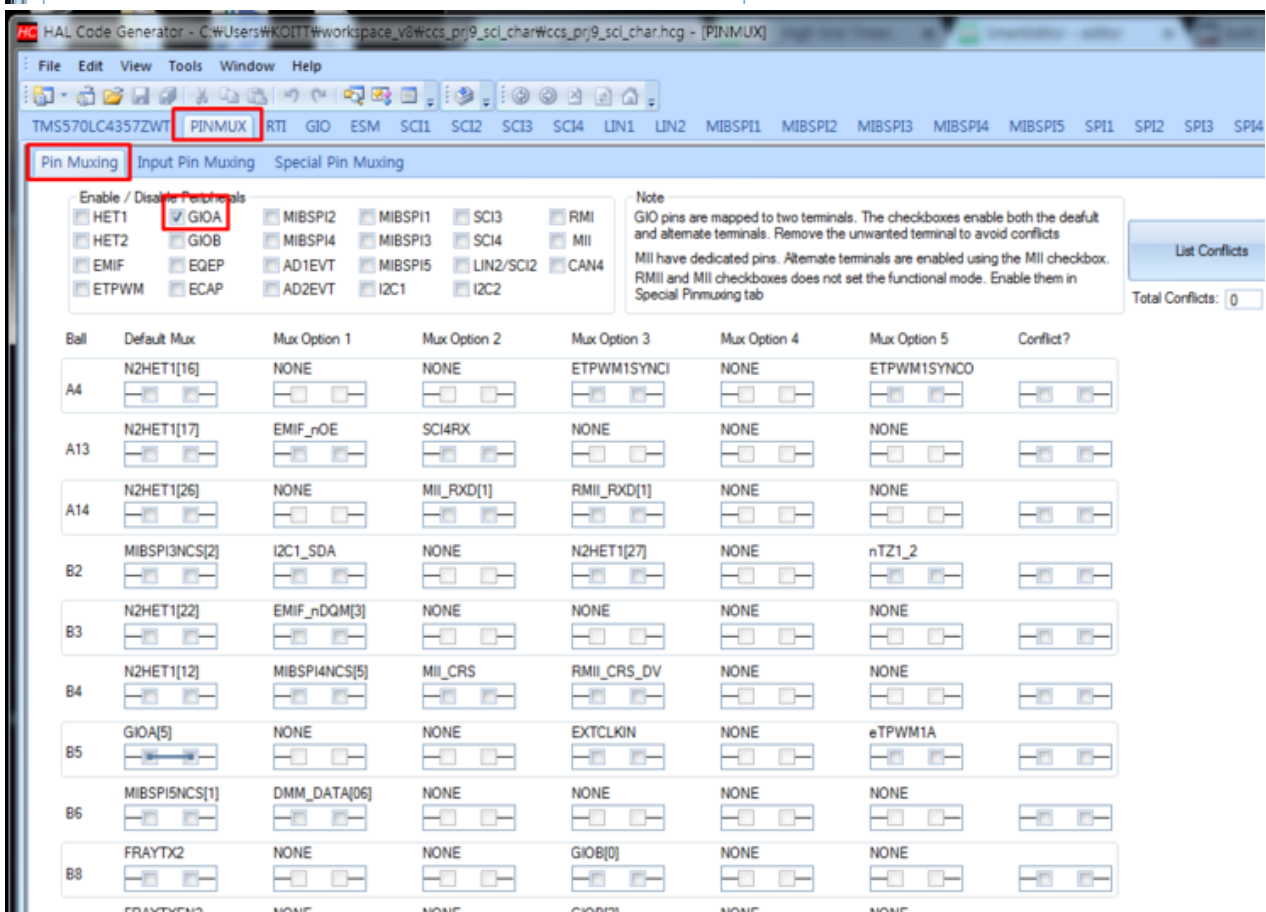 HC HAL Code Generator - C:₩Users₩KOITT₩workspace_v8₩ccs_prj9_sci_char₩ccs_prj9_sci_char.hcg - [PINMUX]
File Edit View Tools Window Help
TMS570LC4357ZWT PINMUX RTI GIO ESM SCI1 SCI2 SCI3 SCI4 LIN1 LIN2 MIBSPI1 MIBSPI2 MIBSPI3 MIBSPI4 MIBSPI5 SPI1 SPI2 SPI3 SPI4
Pin Muxing Input Pin Muxing Special Pin Muxing
Enable / Disable Peripherals
HET1 GIOA MIBSPI2 MIBSPI1 SCI3 RMI
HET2 GIOB MIBSPI4 MIBSPI3 SCI4 MII
EMIF EQEP AD1EVT MIBSPI5 LIN2/SCI2 CAN4
ETPWM ECAP AD2EVT I2C1 I2C2
Note
GIO pins are mapped to two terminals. The checkboxes enable both the deafult
and alternate terminals. Remove the unwanted terminal to avoid conflicts
MII have dedicated pins. Alternate terminals are enabled using the MII checkbox.
RMII and MII checkboxes does not set the functional mode. Enable them in
Special Pinmuxing tab
List Conflicts
Total Conflicts: 0
Ball Default Mux Mux Option 1 Mux Option 2 Mux Option 3 Mux Option 4 Mux Option 5 Conflict?
N2HET1[16] NONE NONE ETPWM1SYNCI NONE ETPWM1SYNCO
A4
N2HET1[17] EMIF_nOE SCI4RX NONE NONE NONE
A13
N2HET1[26] NONE MII_RXD[1] RMII_RXD[1] NONE NONE
A14
MIBSPI3NCS[2] I2C1_SDA NONE N2HET1[27] NONE nTZ1_2
B2
N2HET1[22] EMIF_nDQM[3] NONE NONE NONE NONE
B3
N2HET1[12] MIBSPI4NCS[5] MII_CRS RMII_CRS_DV NONE NONE
B4
GIOA[5] NONE NONE EXTCLKIN NONE eTPWM1A
B5
MIBSPI5NCS[1] DMM_DATA[06] NONE NONE NONE NONE
B6
FRAYTX2 NONE NONE GIOB[0] NONE NONE
B8